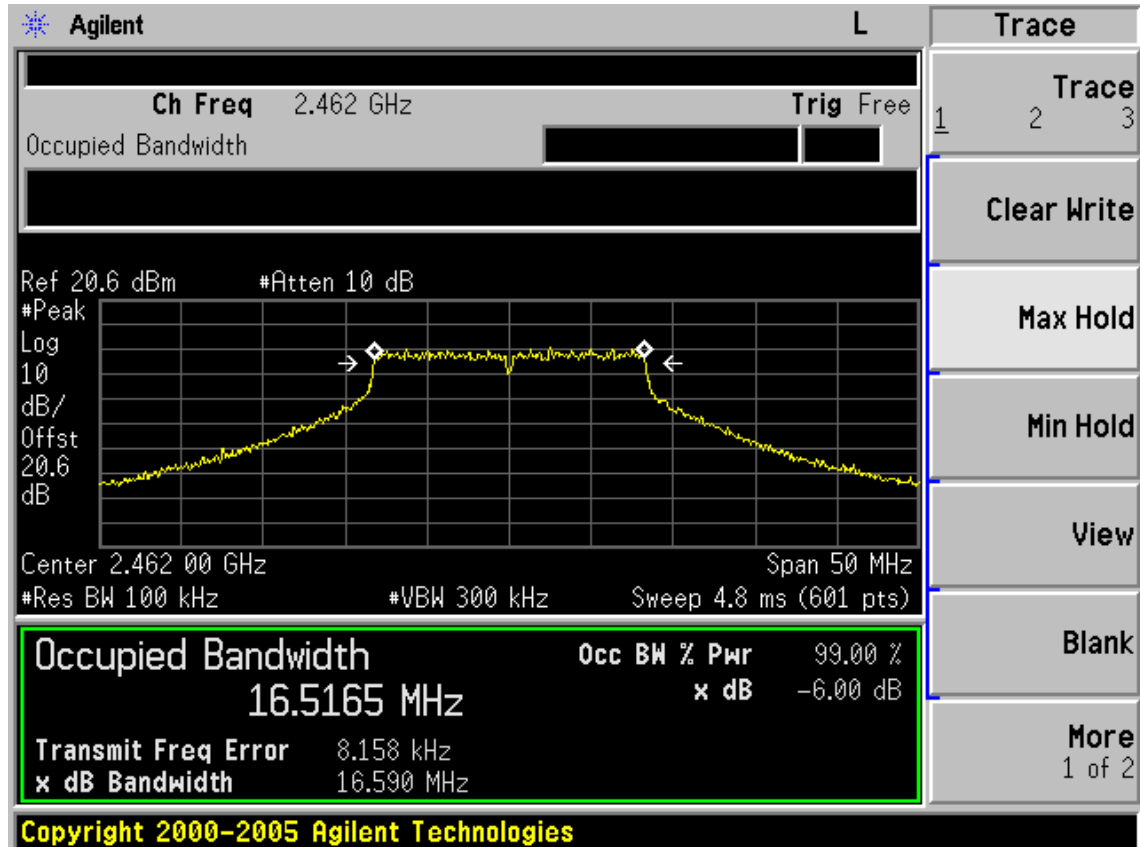 Agilent L
Trace
Ch Freq 2.462 GHz Trig Free
Occupied Bandwidth
Trace
1 2 3
Clear Write
Max Hold
Min Hold
View
Blank
More
1 of 2
Ref 20.6 dBm #Atten 10 dB
#Peak
Log
10
dB/
Offst
20.6
dB
Center 2.462 00 GHz Span 50 MHz
#Res BW 100 kHz #VBW 300 kHz Sweep 4.8 ms (601 pts)
Occupied Bandwidth Occ BW % Pwr 99.00 %
16.5165 MHz x dB -6.00 dB
Transmit Freq Error 8.158 kHz
x dB Bandwidth 16.590 MHz
Copyright 2000-2005 Agilent Technologies